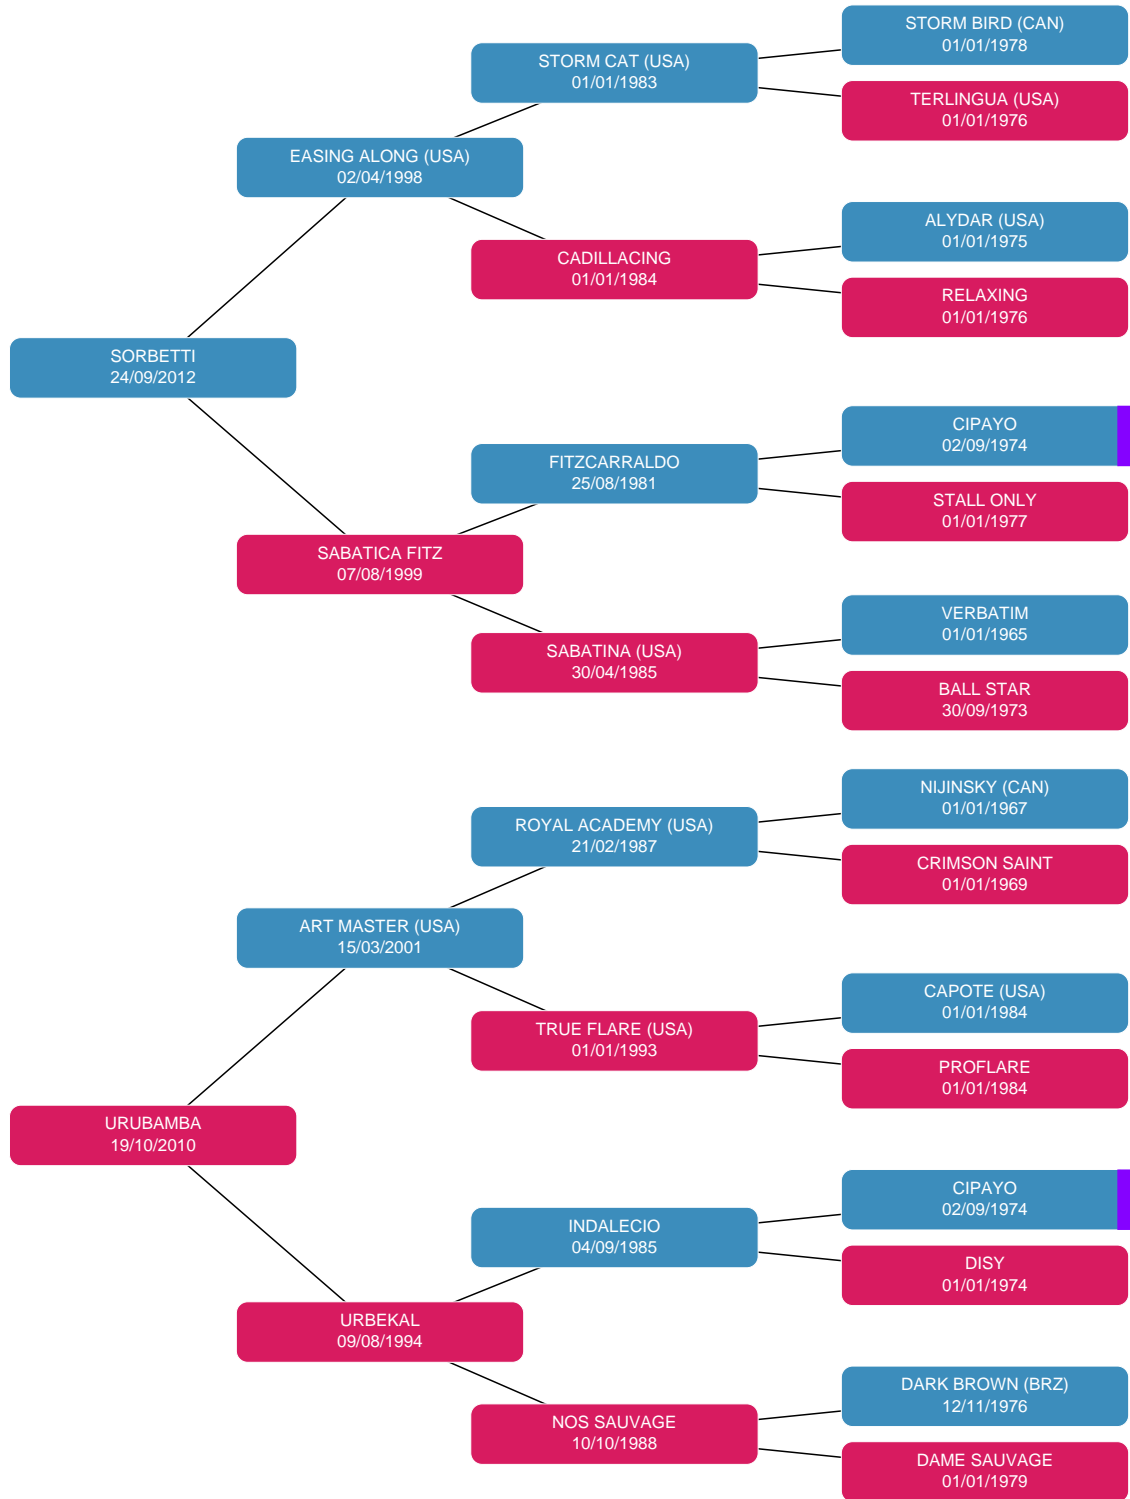 STORM BIRD (CAN)
01/01/1978
STORM CAT (USA)
01/01/1983
TERLINGUA (USA)
01/01/1976
EASING ALONG (USA)
02/04/1998
ALYDAR (USA)
01/01/1975
CADILLACING
01/01/1984
RELAXING
01/01/1976
SORBETTI
24/09/2012
CIPAYO
02/09/1974
FITZCARRALDO
25/08/1981
STALL ONLY
01/01/1977
SABATICA FITZ
07/08/1999
VERBATIM
01/01/1965
SABATINA (USA)
30/04/1985
BALL STAR
30/09/1973
NIJINSKY (CAN)
01/01/1967
ROYAL ACADEMY (USA)
21/02/1987
CRIMSON SAINT
01/01/1969
ART MASTER (USA)
15/03/2001
CAPOTE (USA)
01/01/1984
TRUE FLARE (USA)
01/01/1993
PROFLARE
01/01/1984
URUBAMBA
19/10/2010
CIPAYO
02/09/1974
INDALECIO
04/09/1985
DISY
01/01/1974
URBEKAL
09/08/1994
DARK BROWN (BRZ)
12/11/1976
NOS SAUVAGE
10/10/1988
DAME SAUVAGE
01/01/1979